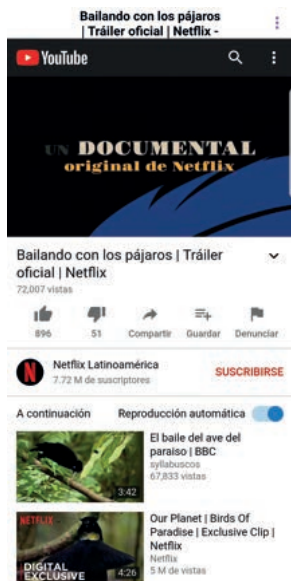 Bailando con los pájaros
| Tráiler oficial | Netflix -
YouTube
UN DOCUMENTAL
original de Netflix
Bailando con los pájaros | Tráiler
oficial | Netflix
72,007 vistas
896
51
Compartir
Guardar
Denunciar
N
Netflix Latinoamérica
7.72 M de suscriptores
SUSCRIBIRSE
A continuación
Reproducción automática
3:42
El baile del ave del
paraiso | BBC
syllabuscos
67,833 vistas
NETFLIX
DIGITAL
EXCLUSIVE
4:26
Our Planet | Birds Of
Paradise | Exclusive Clip |
Netflix
Netflix
5 M de vistas